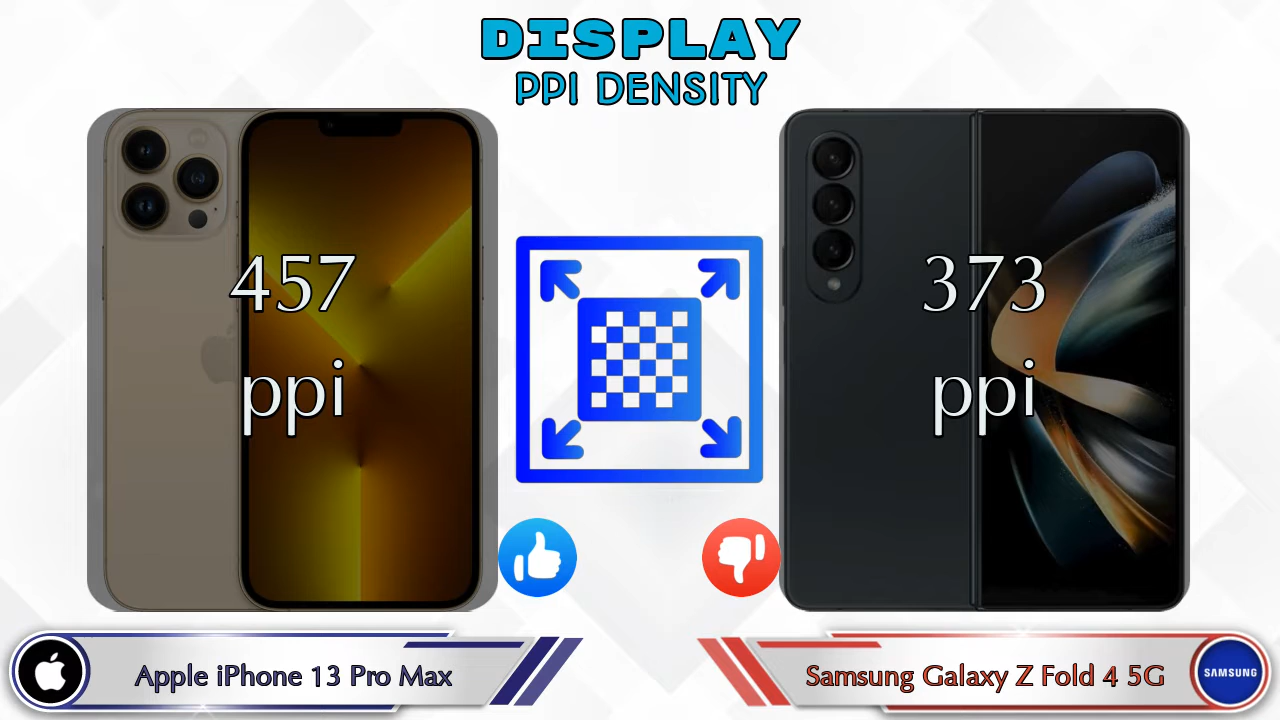 DISPLAY
PPI DENSITY
457
ppi
373
ppi
Apple iPhone 13 Pro Max
Samsung Galaxy Z Fold 4 5G
SAMSUNG